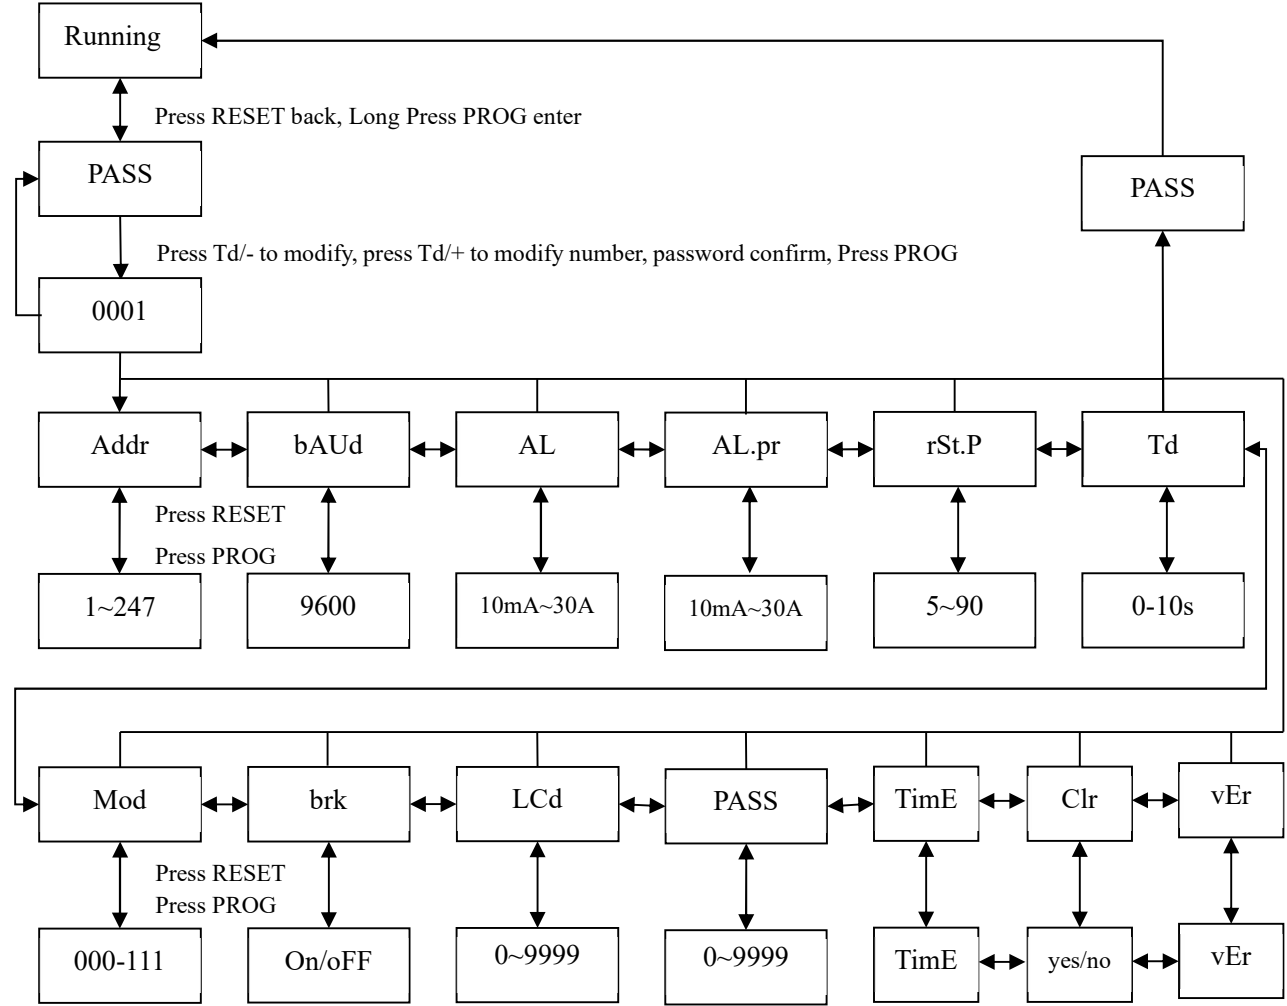 Running
Press RESET back, Long Press PROG enter
PASS
PASS
Press Td/- to modify, press Td/+ to modify number, password confirm, Press PROG
0001
Addr
bAUd
AL
AL.pr
rSt.P
Td
Press RESET
Press PROG
1~247
9600
10mA~30A
10mA~30A
5~90
0-10s
Mod
brk
LCd
PASS
TimE
Clr
vEr
Press RESET
Press PROG
000-111
On/oFF
0~9999
0~9999
TimE
yes/no
vEr